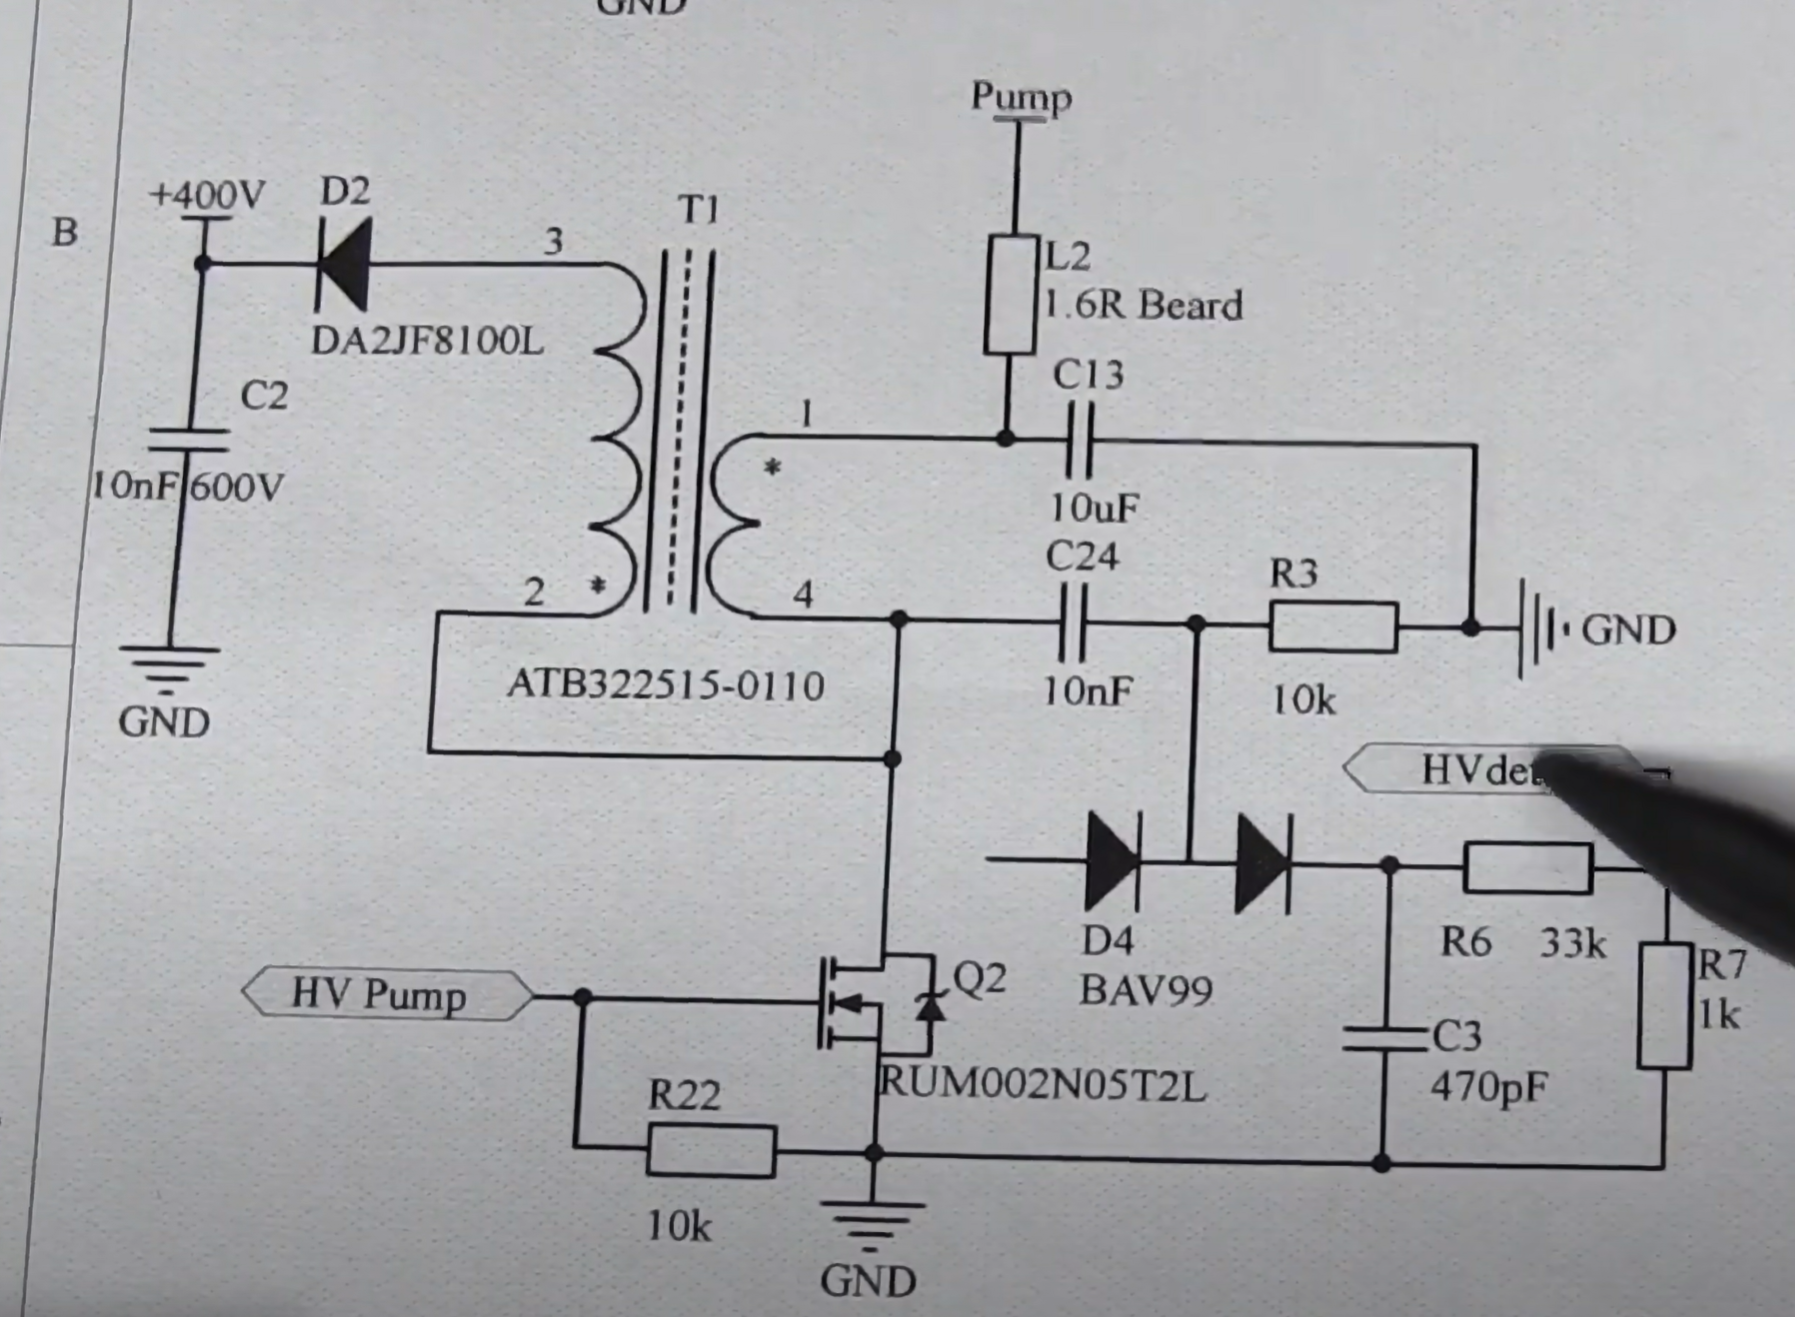 GND
Pump
+400V
D2
T1
B
3
L2
1.6R Beard
DA2JF8100L
C13
C2
1
*
10nF 600V
10uF
C24
R3
2
*
4
GND
ATB322515-0110
10nF
10k
GND
D4
BAV99
R6 33k
R7
1k
HV Pump
Q2
C3
470pF
RUM002N05T2L
R22
10k
GND